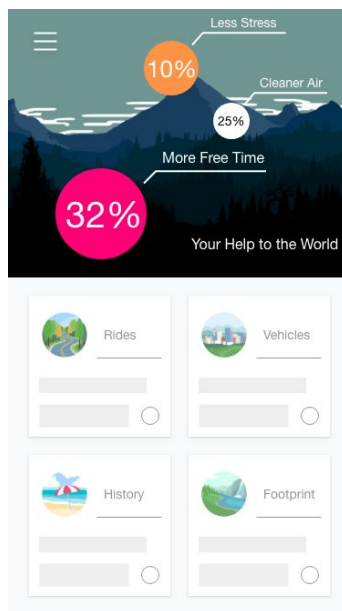 Less Stress
10%
Cleaner Air
25%
More Free Time
32%
Your Help to the World
Rides
Vehicles
History
Footprint